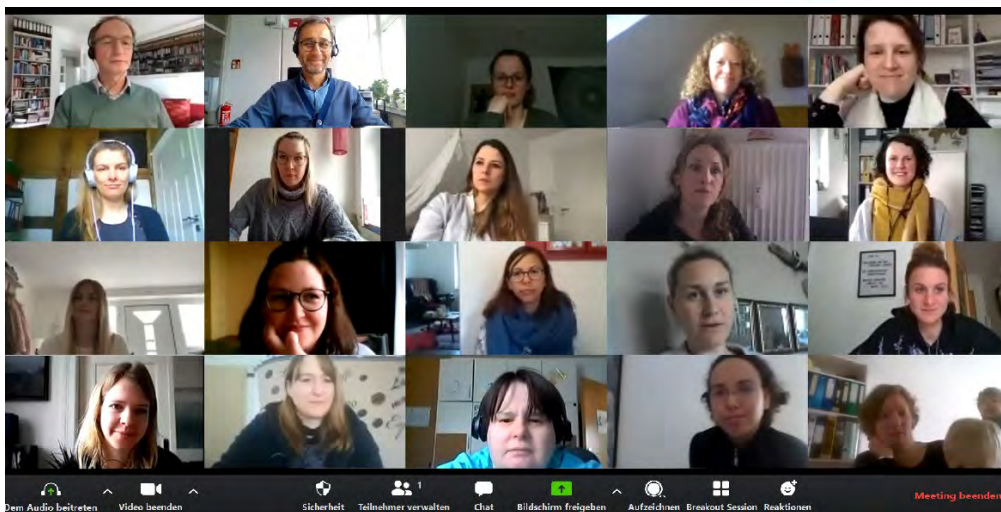 1
Dem Audio beitreten
Video beenden
Sicherheit
Teilnehmer verwalten
Chat
Bildschirm freigeben
Aufzeichnen
Breakout Session
Reaktionen
Meeting beenden